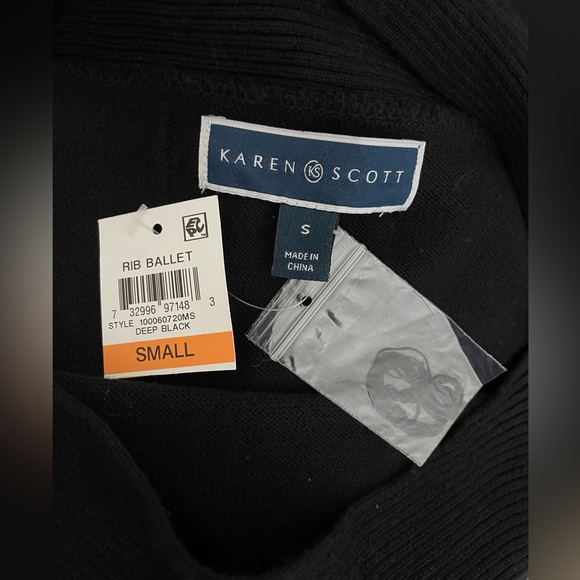 KAREN KS SCOTT
S
MADE IN
CHINA
RIB BALLET
7 32996 97148 3
STYLE 100060720MS
DEEP BLACK
SMALL